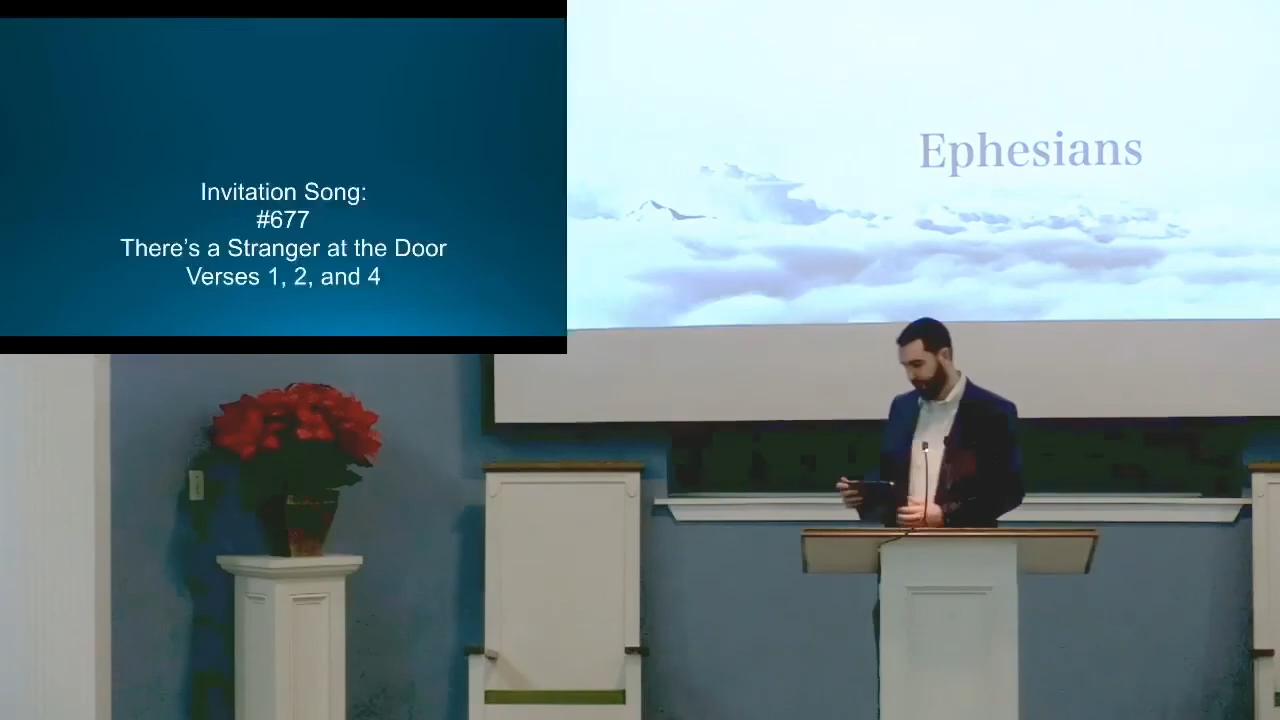 Invitation Song:
#677
There's a Stranger at the Door
Verses 1, 2, and 4
Ephesians